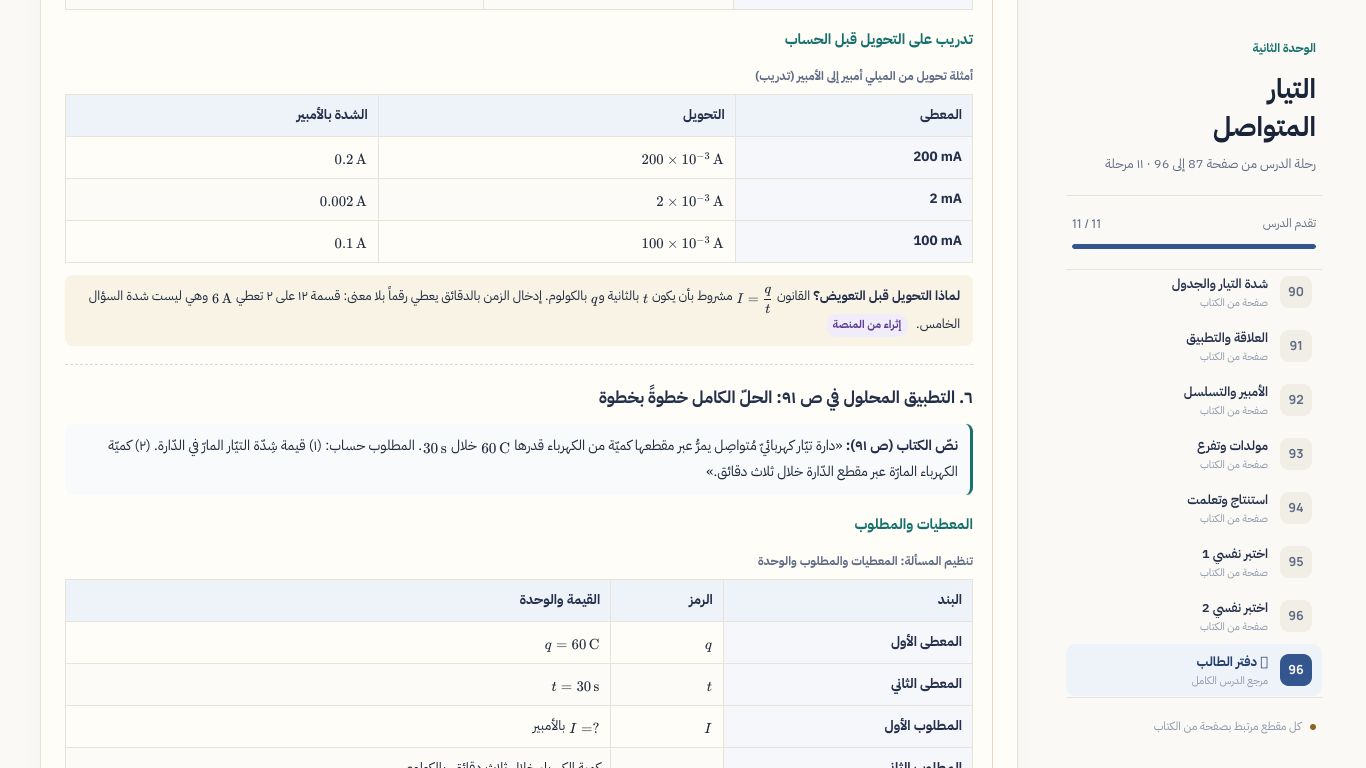 الوحدة الثانية
التيار
المتواصل
رحلة الدرس من صفحة 87 إلى 96 · ١١ مرحلة
تقدم الدرس 11 / 11
90 شدة التيار والجدول
صفحة من الكتاب
91 العلاقة والتطبيق
صفحة من الكتاب
92 الأمبير والتسلسل
صفحة من الكتاب
93 مولدات وتفرع
صفحة من الكتاب
94 استنتاج وتعلمت
صفحة من الكتاب
95 اختبر نفسي 1
صفحة من الكتاب
96 اختبر نفسي 2
صفحة من الكتاب
96 دفتر الطالب
مرجع الدرس الكامل
كل مقطع مرتبط بصفحة من الكتاب
تدريب على التحويل قبل الحساب
أمثلة تحويل من الميلي أمبير إلى الأمبير (تدريب)
المعطى التحويل الشدة بالأمبير
200 mA 200 × 10⁻³ A 0.2 A
2 mA 2 × 10⁻³ A 0.002 A
100 mA 100 × 10⁻³ A 0.1 A
لماذا التحويل قبل التعويض؟ القانون I = q/t مشروط بأن يكون t بالثانية وq بالكولوم. إدخال الزمن بالدقائق يعطي رقماً بلا معنى: قسمة ١٢ على ٢ تعطي 6 A وهي ليست شدة السؤال
الخامس. إثراء من المنصة
٦. التطبيق المحلول في ص ٩١: الحلّ الكامل خطوةً بخطوة
نصّ الكتاب (ص ٩١): «دارة تيّار كهربائيّ مُتواصِل يمرُّ عبر مقطعها كميّة من الكهرباء قدرها 60 C خلال 30 s. المطلوب حساب: (١) قيمة شِدّة التيّار المارّ في الدّارة. (٢) كميّة
الكهرباء المارّة عبر مقطع الدّارة خلال ثلاث دقائق.»
المعطيات والمطلوب
تنظيم المسألة: المعطيات والمطلوب والوحدة
البند الرمز القيمة والوحدة
المعطى الأول q q = 60 C
المعطى الثاني t t = 30 s
المطلوب الأول I I =? بالأمبير